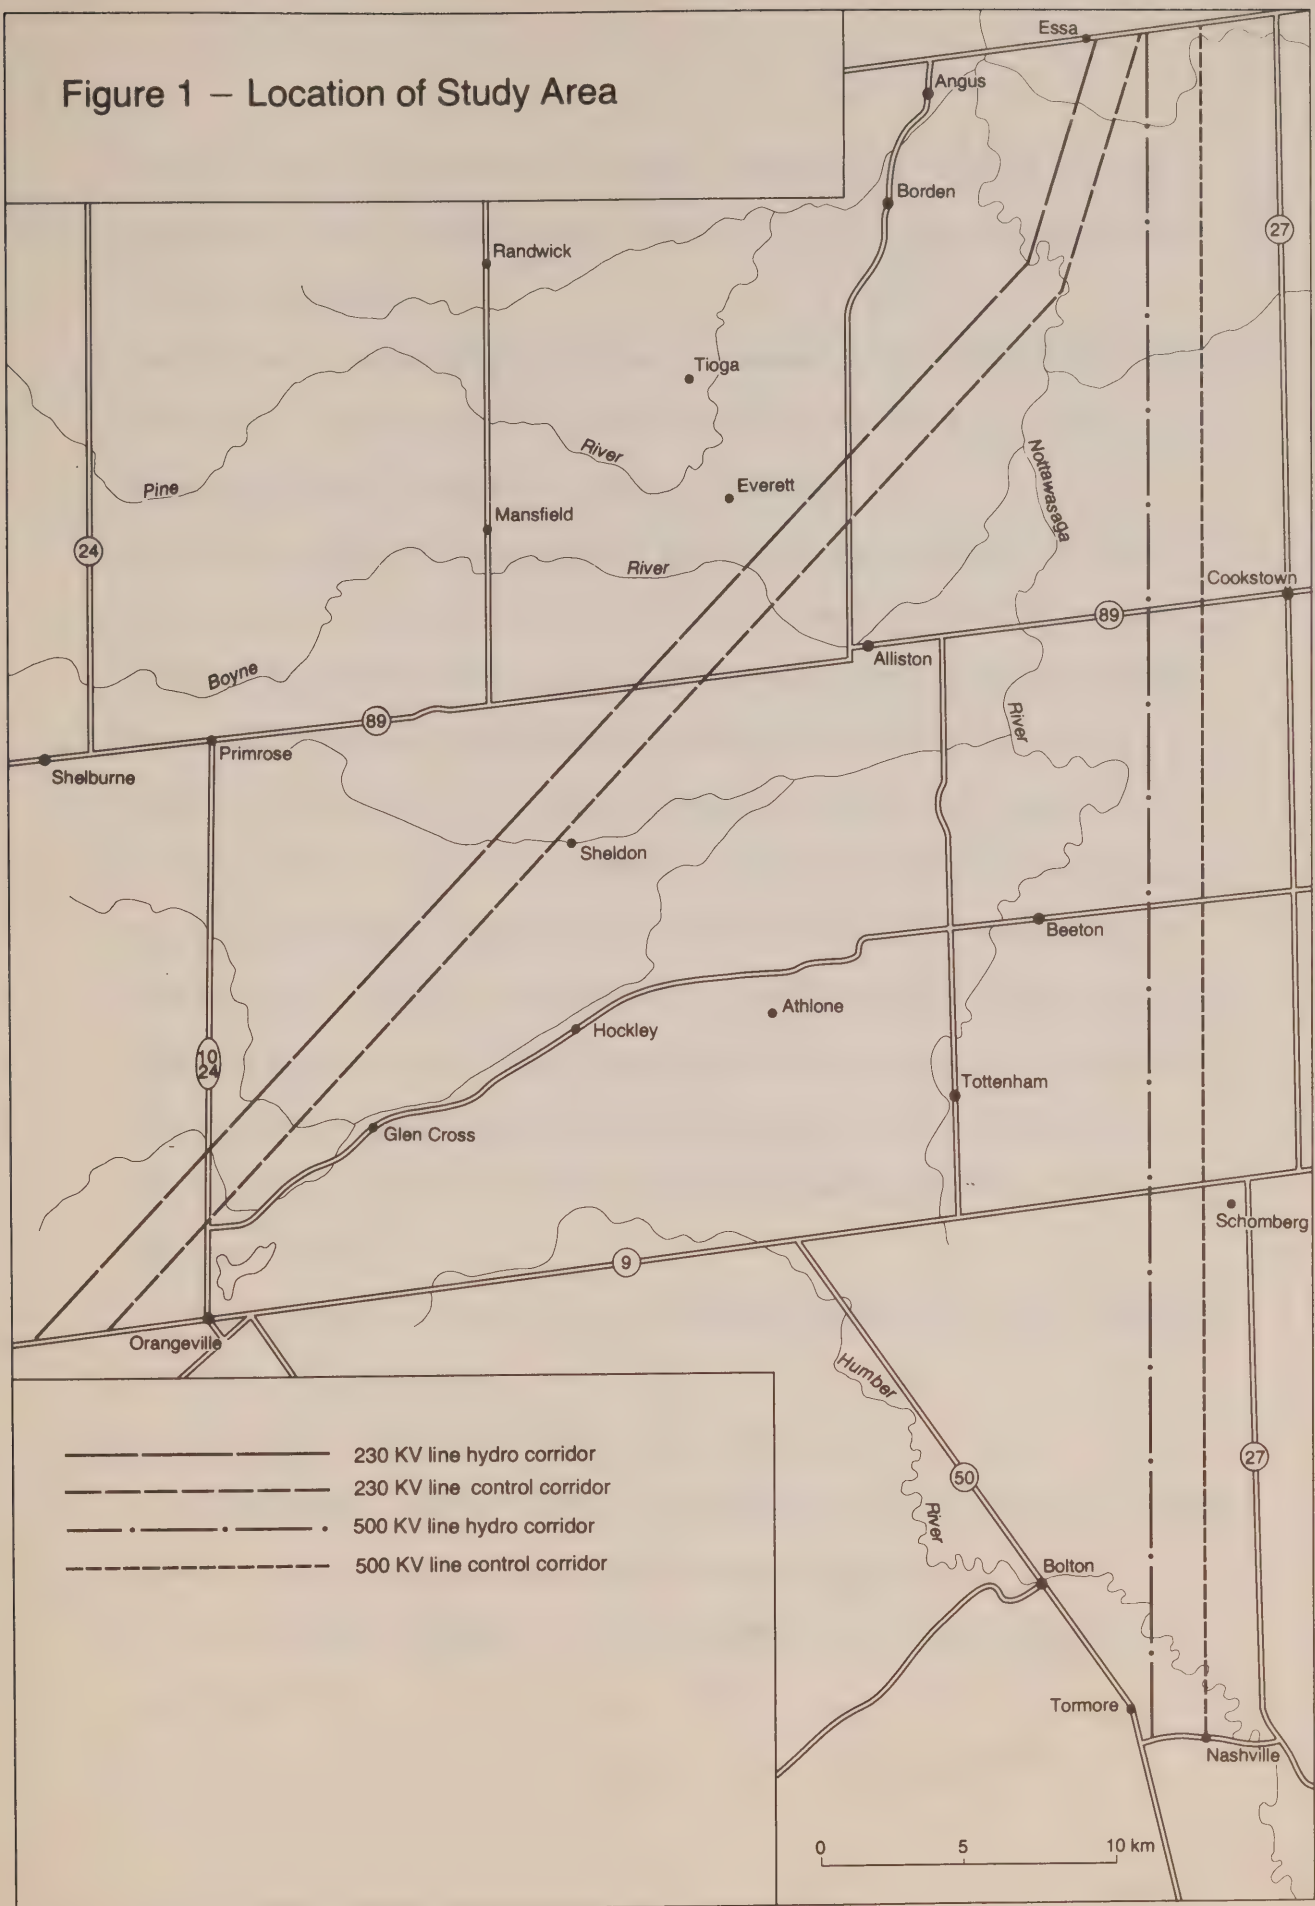 Figure 1 – Location of Study Area
Essa
Angus
Borden
27
Randwick
Tioga
River
Everett
Pine
Nottawasaga
Mansfield
24
River
Cookstown
89
Alliston
Boyne
River
89
Primrose
Shelburne
Sheldon
Beeton
Athlone
Hockley
10
24
Tottenham
Glen Cross
Schomberg
9
Orangeville
Humber
230 KV line hydro corridor
230 KV line control corridor
500 KV line hydro corridor
500 KV line control corridor
27
50
River
Bolton
Tormore
Nashville
0 5 10 km